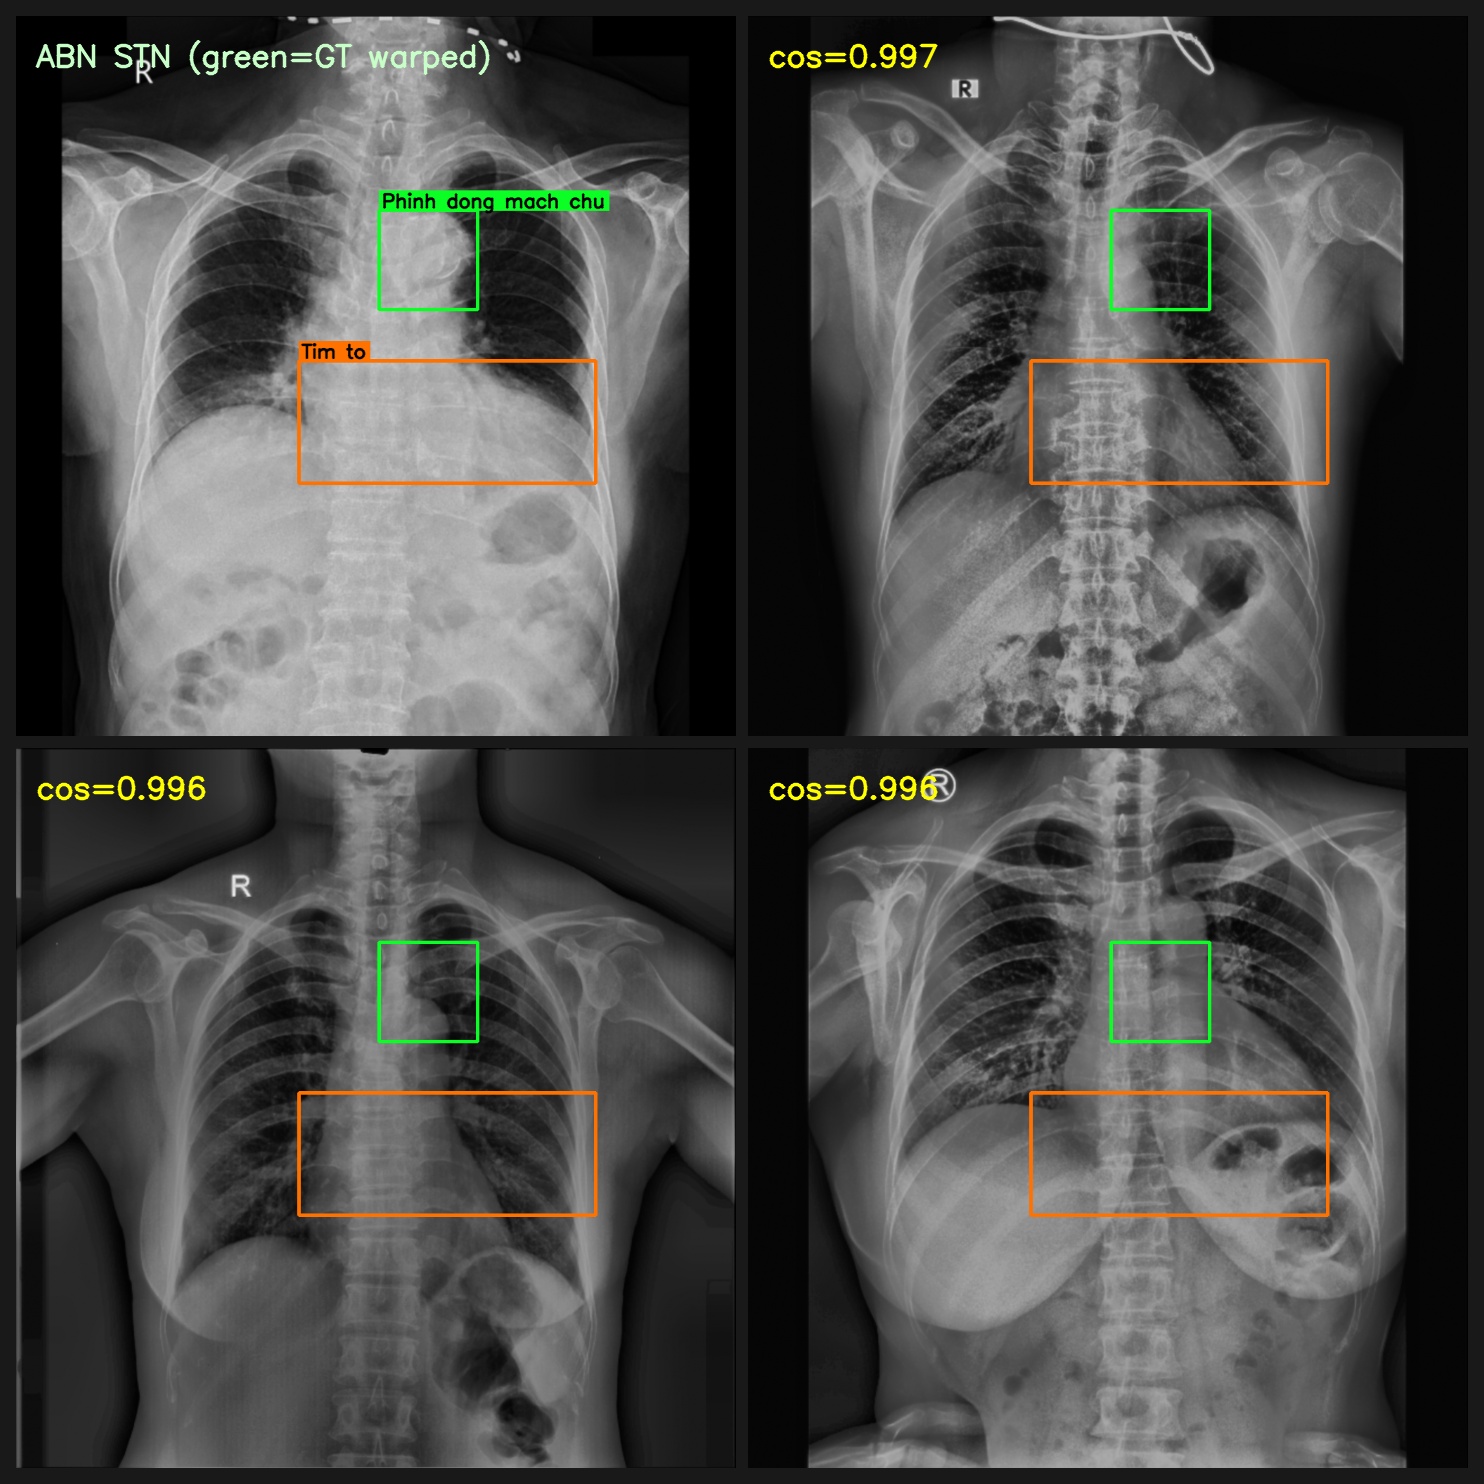 ABN STN (green=GT warped)
R
Phinh dong mach chu
Tim to
cos=0.997
R
cos=0.996
R
cos=0.996
R